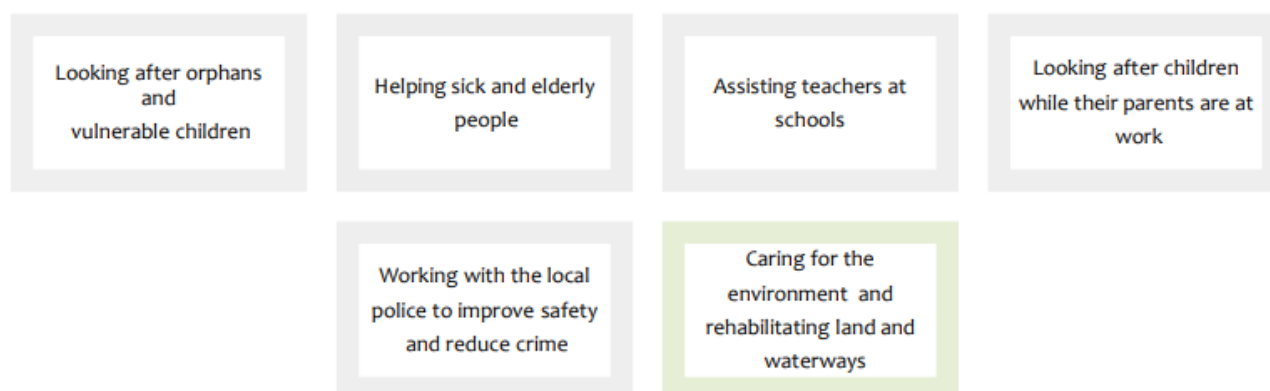 Looking after orphans
and
vulnerable children
Helping sick and elderly
people
Assisting teachers at
schools
Looking after children
while their parents are at
work
Working with the local
police to improve safety
and reduce crime
Caring for the
environment and
rehabilitating land and
waterways